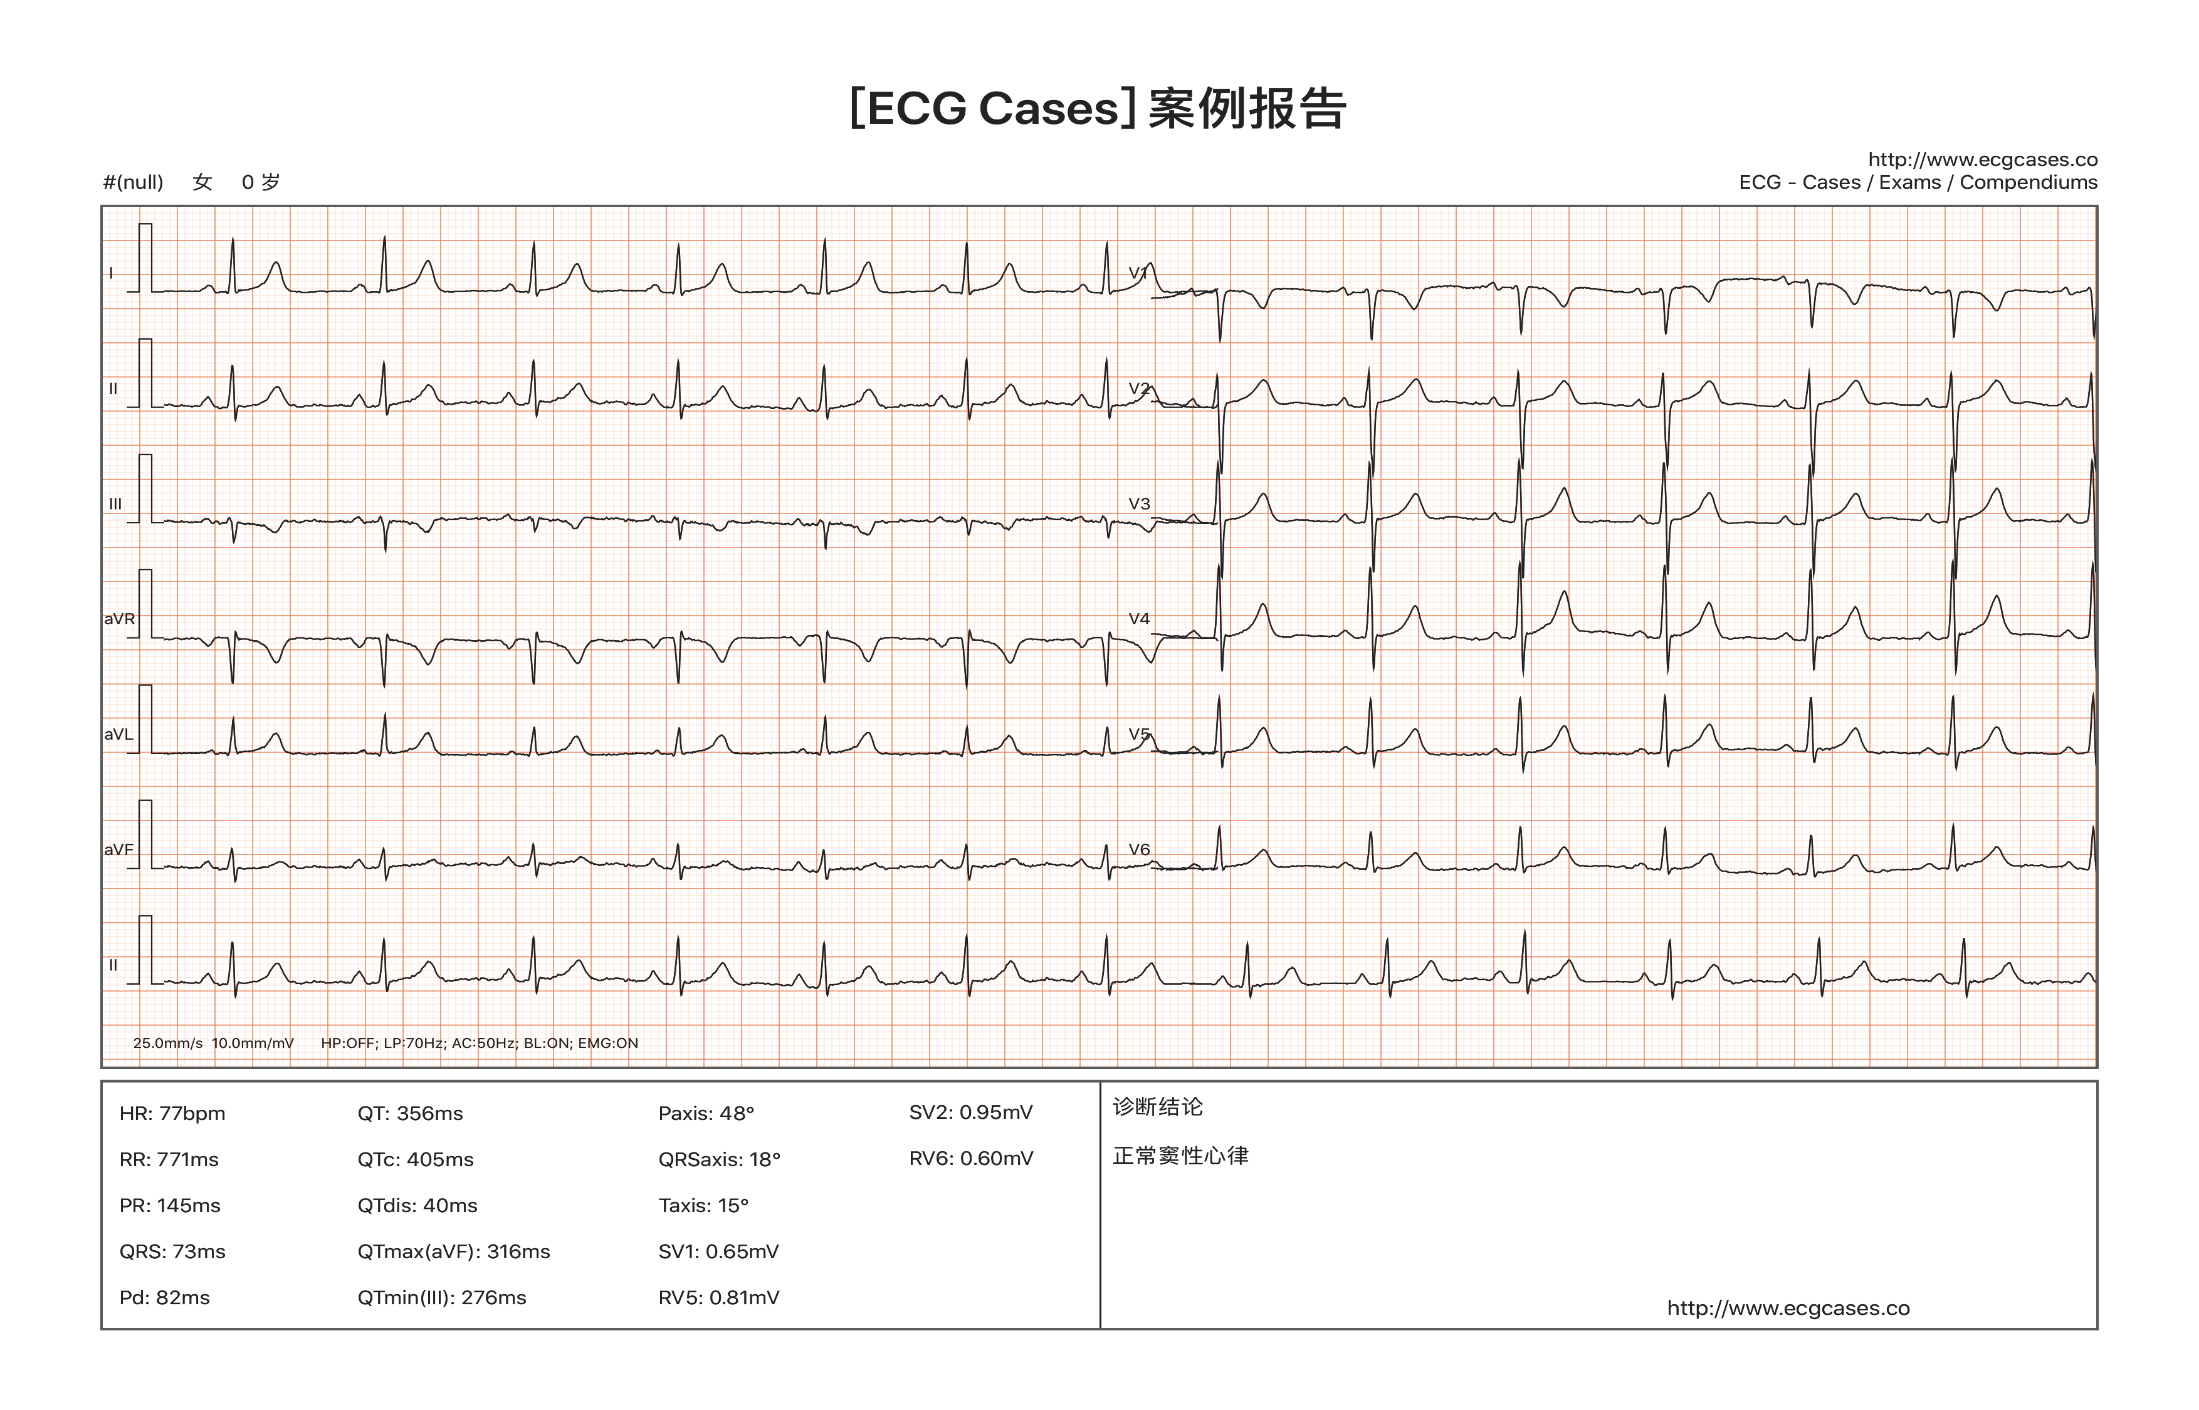 [ECG Cases] 案例报告
http://www.ecgcases.co
#(null) 女 0 岁
ECG - Cases / Exams / Compendiums
I
V1
II
V2
III
V3
aVR
V4
aVL
V5
aVF
V6
II
25.0mm/s 10.0mm/mV HP:OFF; LP:70Hz; AC:50Hz; BL:ON; EMG:ON
HR: 77bpm
RR: 771ms
PR: 145ms
QRS: 73ms
Pd: 82ms
QT: 356ms
QTc: 405ms
QTdis: 40ms
QTmax(aVF): 316ms
QTmin(III): 276ms
Paxis: 48°
QRSaxis: 18°
Taxis: 15°
SV1: 0.65mV
RV5: 0.81mV
SV2: 0.95mV
RV6: 0.60mV
诊断结论
正常窦性心律
http://www.ecgcases.co